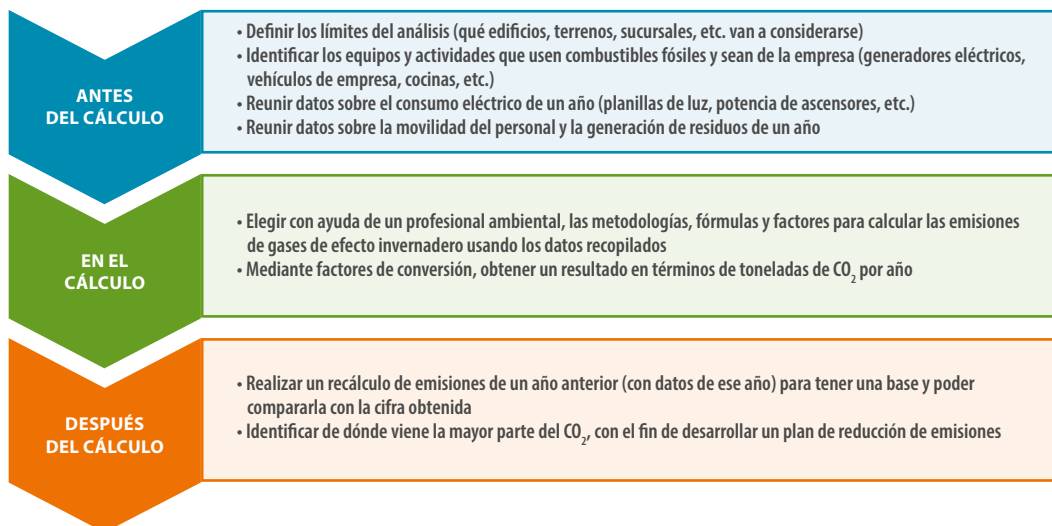 ANTES
DEL CÁLCULO
• Definir los límites del análisis (qué edificios, terrenos, sucursales, etc. van a considerarse)
• Identificar los equipos y actividades que usen combustibles fósiles y sean de la empresa (generadores eléctricos,
vehículos de empresa, cocinas, etc.)
• Reunir datos sobre el consumo eléctrico de un año (planillas de luz, potencia de ascensores, etc.)
• Reunir datos sobre la movilidad del personal y la generación de residuos de un año
EN EL
CÁLCULO
• Elegir con ayuda de un profesional ambiental, las metodologías, fórmulas y factores para calcular las emisiones
de gases de efecto invernadero usando los datos recopilados
• Mediante factores de conversión, obtener un resultado en términos de toneladas de CO₂ por año
DESPUÉS
DEL CÁLCULO
• Realizar un recálculo de emisiones de un año anterior (con datos de ese año) para tener una base y poder
compararla con la cifra obtenida
• Identificar de dónde viene la mayor parte del CO₂, con el fin de desarrollar un plan de reducción de emisiones